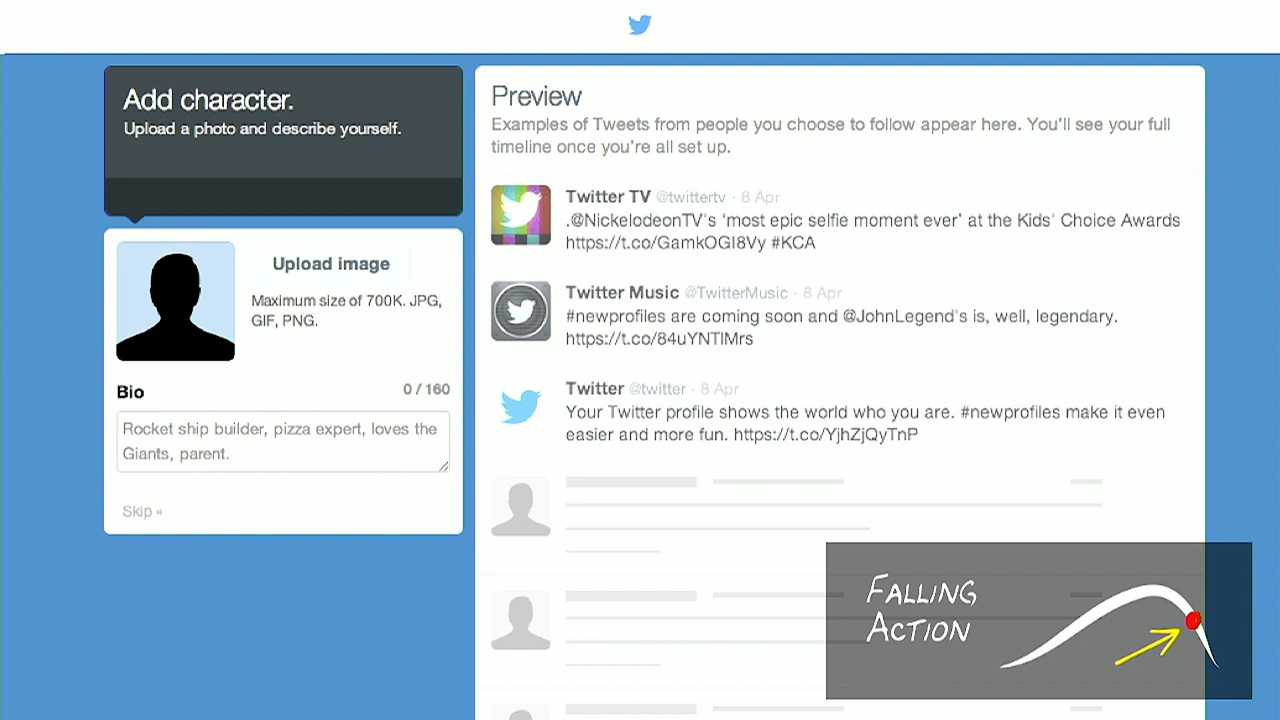 Add character.
Upload a photo and describe yourself.
Upload image
Maximum size of 700K. JPG,
GIF, PNG.
Bio
0 / 160
Rocket ship builder, pizza expert, loves the
Giants, parent.
Skip »
Preview
Examples of Tweets from people you choose to follow appear here. You'll see your full
timeline once you're all set up.
Twitter TV @twittertv · 8 Apr
.@NickelodeonTV's 'most epic selfie moment ever' at the Kids' Choice Awards
https://t.co/GamkOGI8Vy #KCA
Twitter Music @TwitterMusic · 8 Apr
#newprofiles are coming soon and @JohnLegend's is, well, legendary.
https://t.co/84uYNTlMrs
Twitter @twitter · 8 Apr
Your Twitter profile shows the world who you are. #newprofiles make it even
easier and more fun. https://t.co/YjhZjQyTnP
FALLING
ACTION